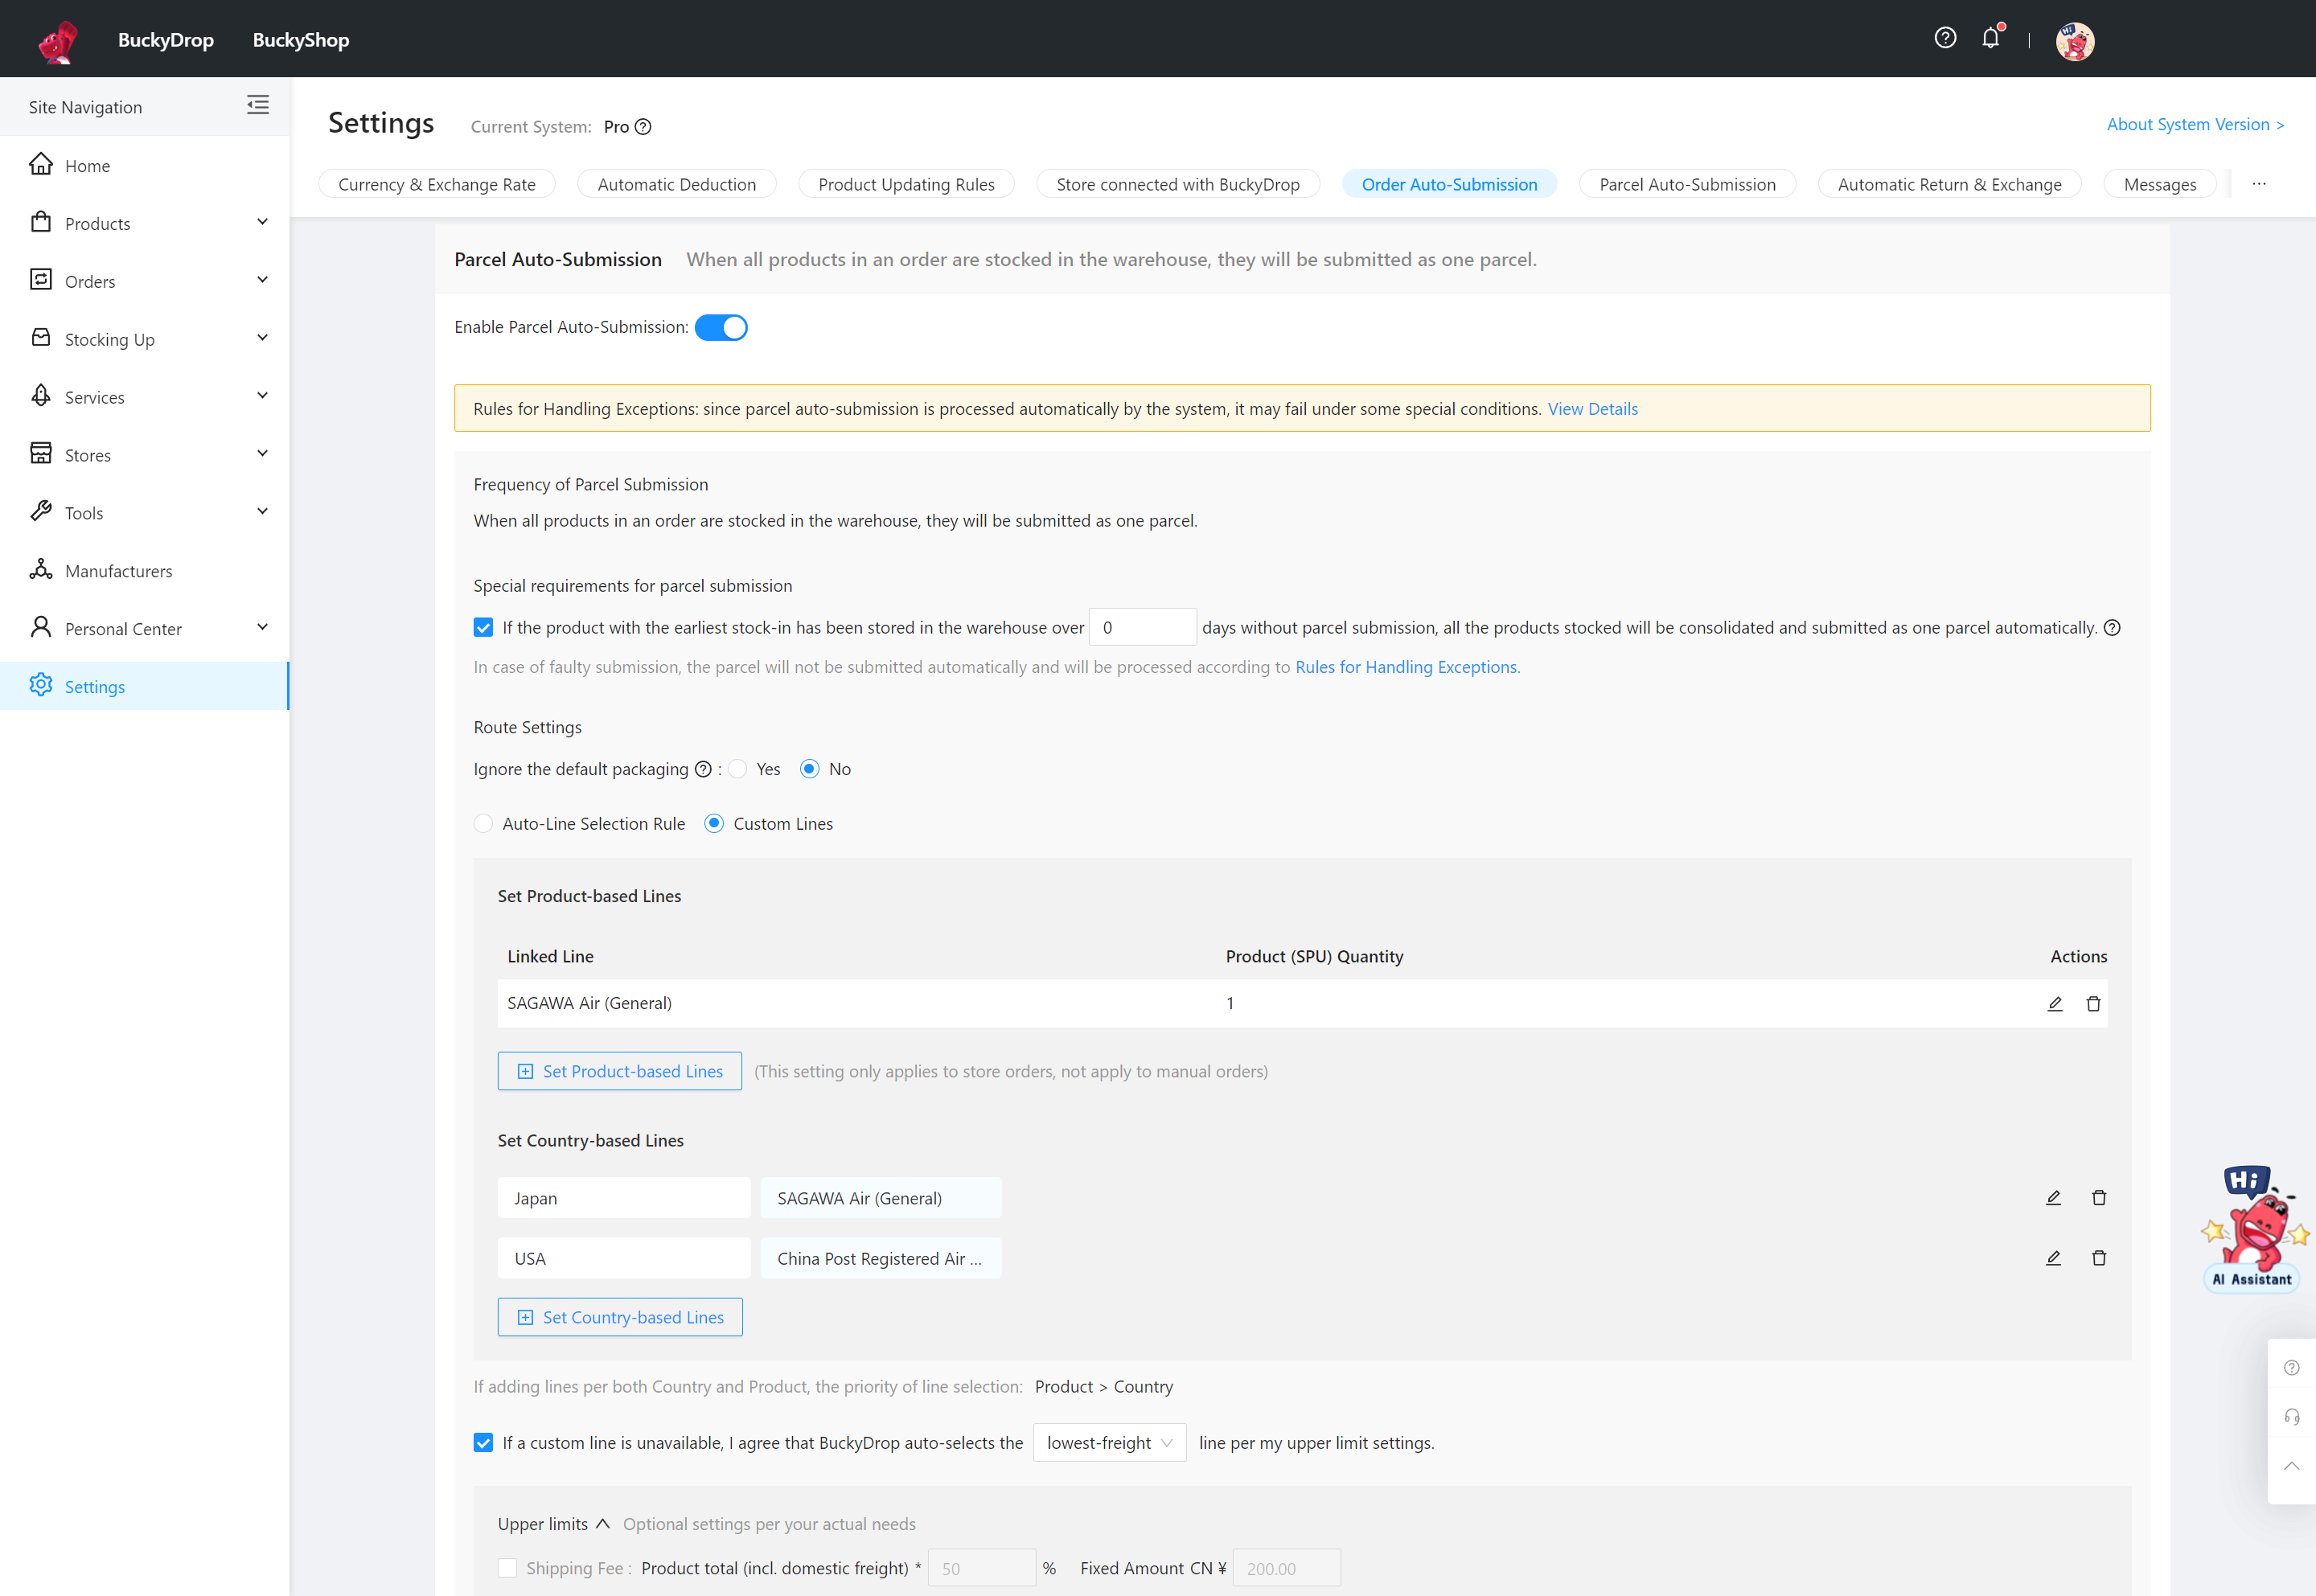 BuckyDrop BuckyShop
Site Navigation
Home
Products
Orders
Stocking Up
Services
Stores
Tools
Manufacturers
Personal Center
Settings
Settings Current System: Pro
About System Version >
Currency & Exchange Rate Automatic Deduction Product Updating Rules Store connected with BuckyDrop Order Auto-Submission Parcel Auto-Submission Automatic Return & Exchange Messages ...
Parcel Auto-Submission When all products in an order are stocked in the warehouse, they will be submitted as one parcel.
Enable Parcel Auto-Submission:
Rules for Handling Exceptions: since parcel auto-submission is processed automatically by the system, it may fail under some special conditions. View Details
Frequency of Parcel Submission
When all products in an order are stocked in the warehouse, they will be submitted as one parcel.
Special requirements for parcel submission
If the product with the earliest stock-in has been stored in the warehouse over 0 days without parcel submission, all the products stocked will be consolidated and submitted as one parcel automatically.
In case of faulty submission, the parcel will not be submitted automatically and will be processed according to Rules for Handling Exceptions.
Route Settings
Ignore the default packaging : Yes No
Auto-Line Selection Rule Custom Lines
Set Product-based Lines
Linked Line Product (SPU) Quantity Actions
SAGAWA Air (General) 1
Set Product-based Lines (This setting only applies to store orders, not apply to manual orders)
Set Country-based Lines
Japan SAGAWA Air (General)
USA China Post Registered Air ...
Set Country-based Lines
If adding lines per both Country and Product, the priority of line selection: Product > Country
If a custom line is unavailable, I agree that BuckyDrop auto-selects the lowest-freight line per my upper limit settings.
Upper limits Optional settings per your actual needs
Shipping Fee : Product total (incl. domestic freight) * 50 % Fixed Amount CN ¥ 200.00
Hi
AI Assistant